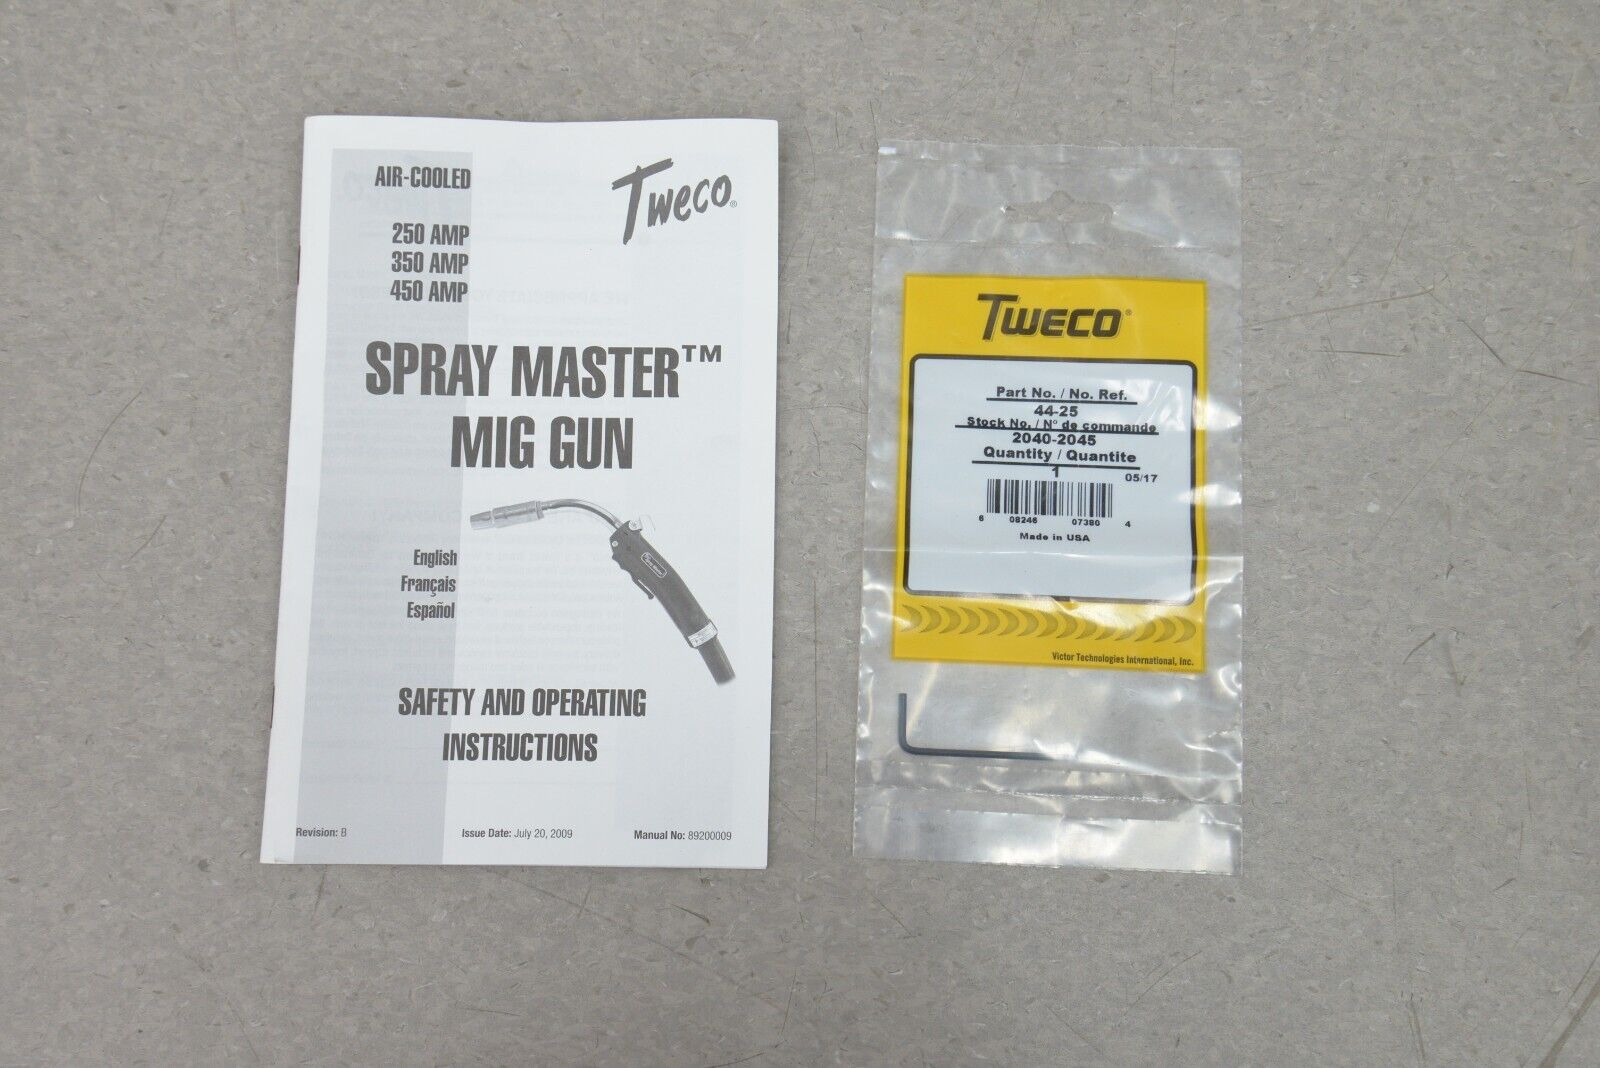 AIR-COOLED
Tweco®
250 AMP
350 AMP
450 AMP
SPRAY MASTER™
MIG GUN
English
Français
Español
SAFETY AND OPERATING
INSTRUCTIONS
Revision: B Issue Date: July 20, 2009 Manual No: 89200009
TWECO®
Part No. / No. Ref.
44-25
Stock No. / N° de commande
2040-2045
Quantity / Quantite
1
05/17
6 08246 07380 4
Made in USA
Victor Technologies International, Inc.